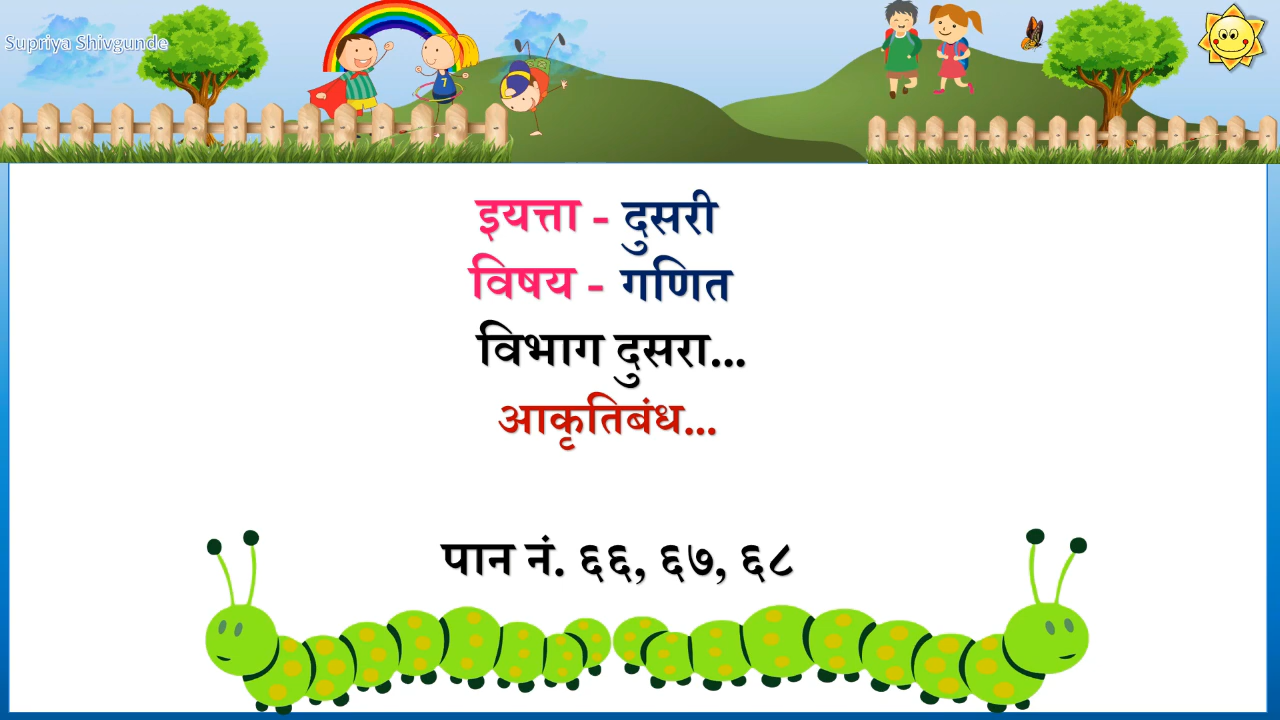 Supriya Shivgunde
इयत्ता - दुसरी
विषय - गणित
विभाग दुसरा...
आकृतिबंध...
पान नं. ६६, ६७, ६८